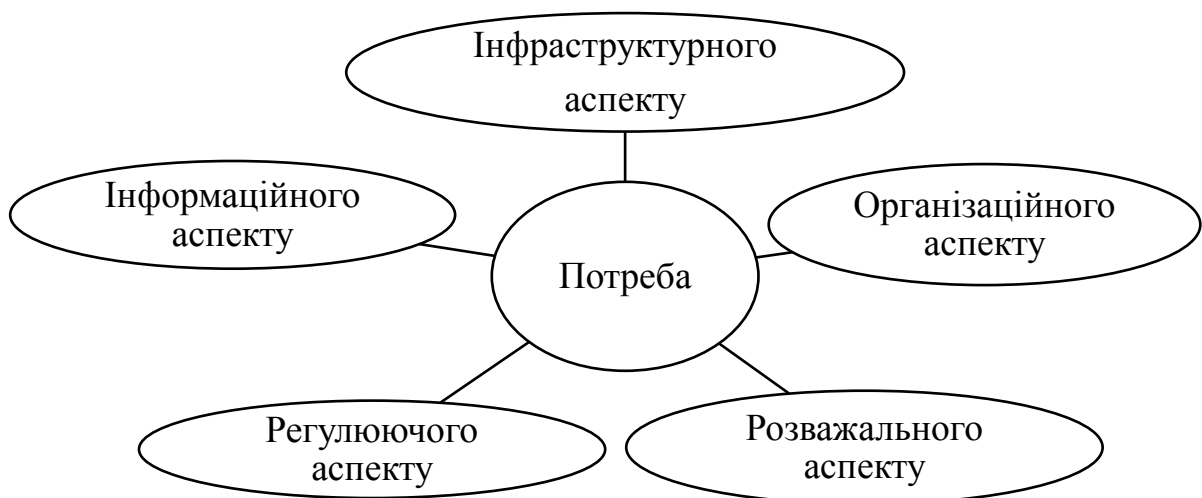 Інфраструктурного
аспекту
Інформаційного
аспекту
Організаційного
аспекту
Потреба
Регулюючого
аспекту
Розважального
аспекту